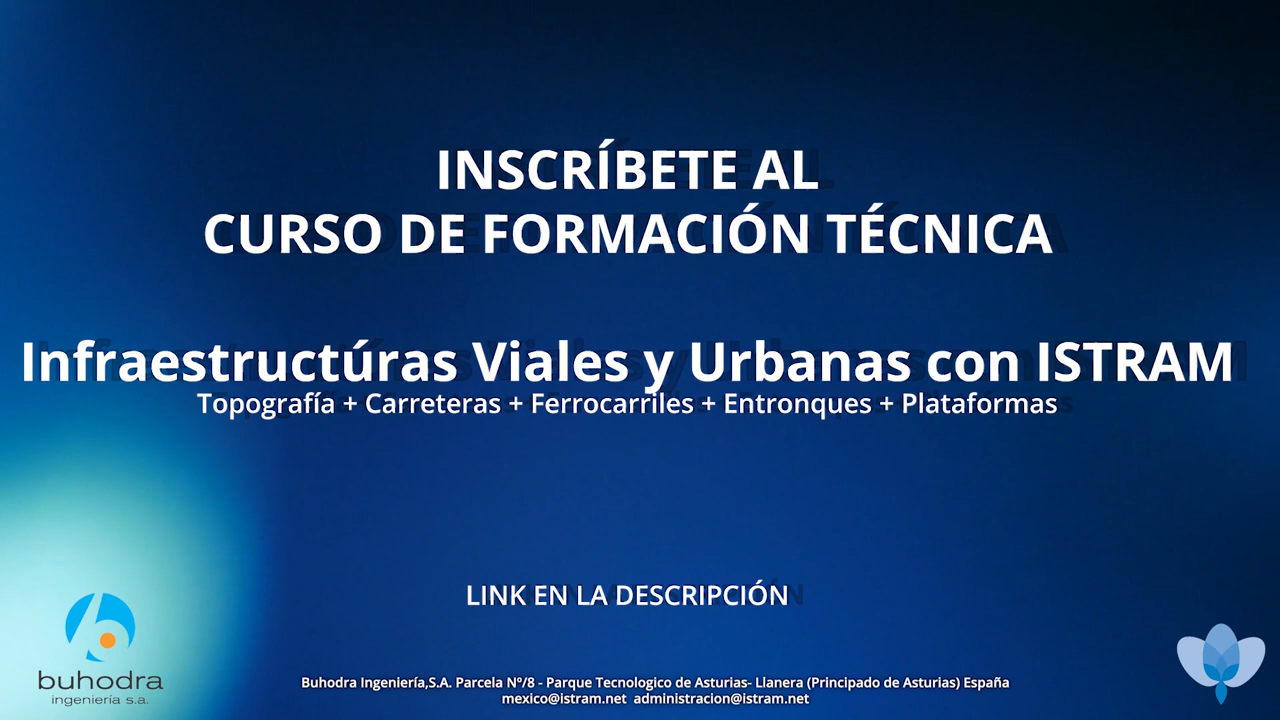 INSCRÍBETE AL
CURSO DE FORMACIÓN TÉCNICA
Infraestructúras Viales y Urbanas con ISTRAM
Topografía + Carreteras + Ferrocarriles + Entronques + Plataformas
LINK EN LA DESCRIPCIÓN
buhodra
ingeniería s.a.
Buhodra Ingeniería,S.A. Parcela Nº/8 - Parque Tecnologico de Asturias- Llanera (Principado de Asturias) España
mexico@istram.net administracion@istram.net